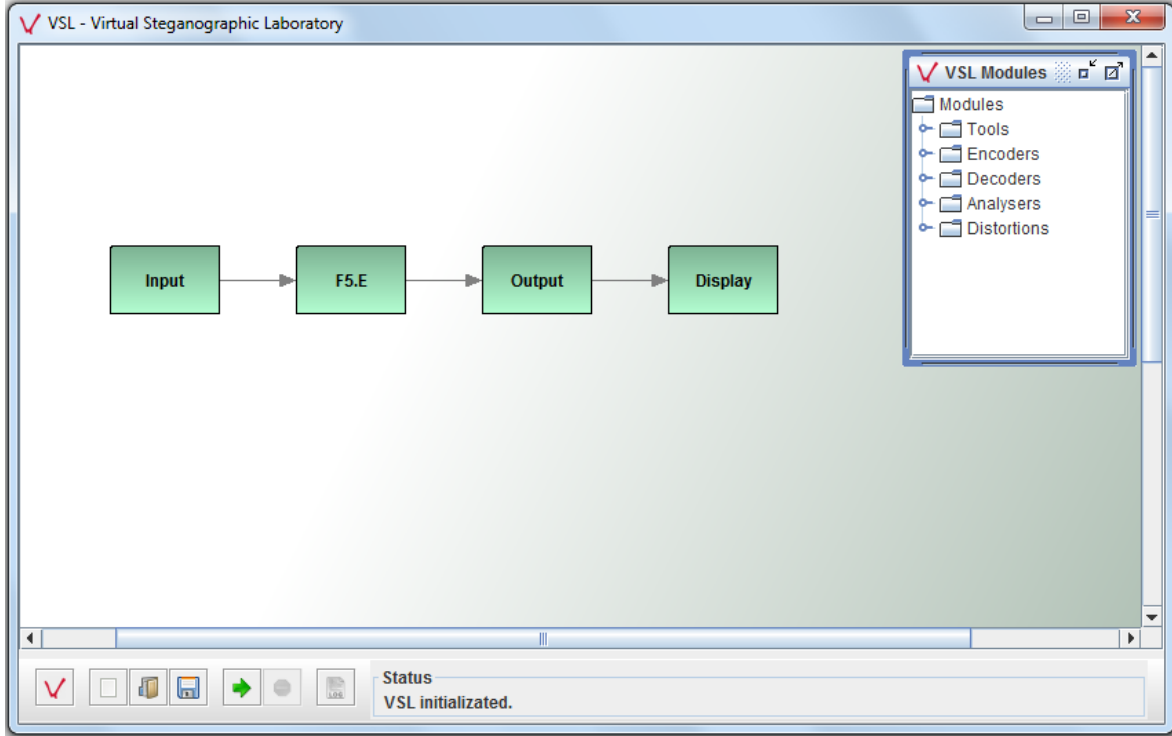 VSL - Virtual Steganographic Laboratory
VSL Modules
Modules
Tools
Encoders
Decoders
Analysers
Distortions
Input
F5.E
Output
Display
LOG
Status
VSL initializated.